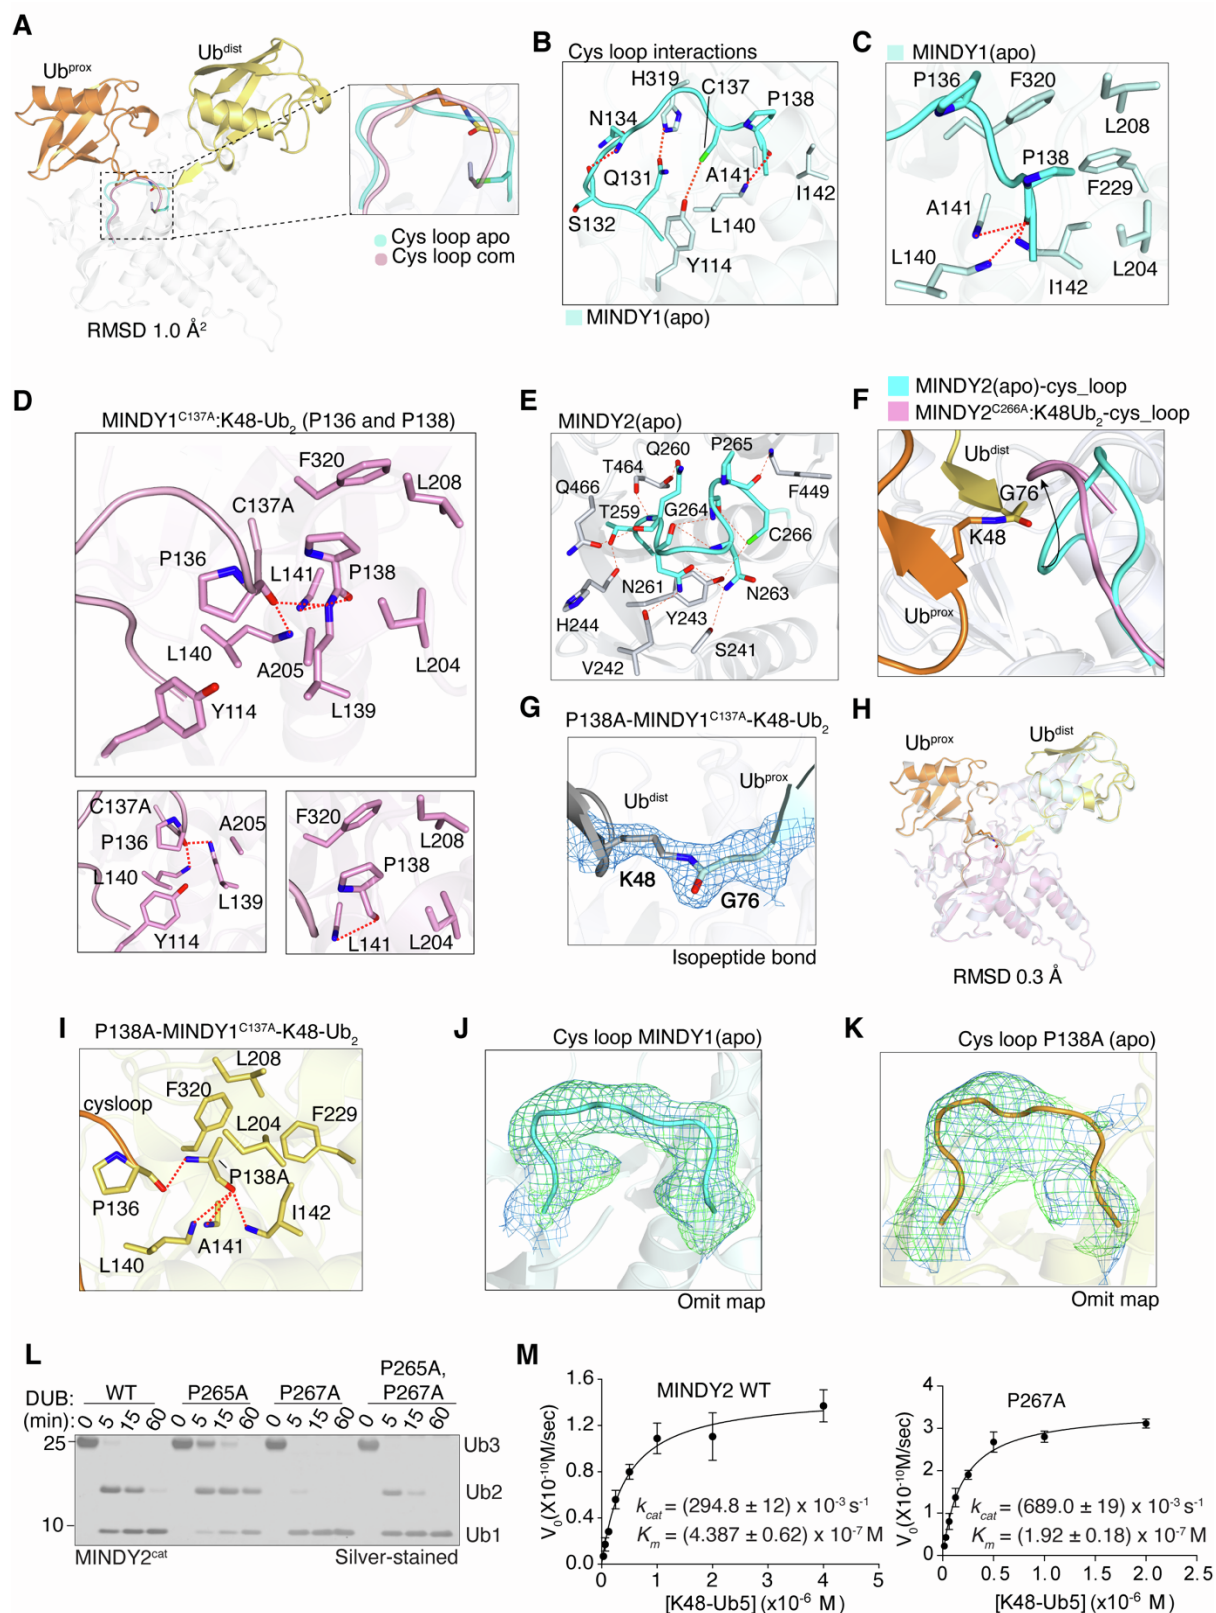 A
Ub^prox
Ub^dist
Cys loop apo
Cys loop com
RMSD 1.0 Å²
B
Cys loop interactions
H319
C137
P138
N134
Q131
A141
I142
S132
L140
Y114
MINDY1(apo)
C
MINDY1(apo)
P136
F320
L208
P138
F229
A141
L140
I142
L204
D
MINDY1^C137A:K48-Ub₂ (P136 and P138)
F320
L208
C137A
P136
L141
P138
L140
A205
L204
Y114
L139
C137A
P136
A205
L140
L139
Y114
F320
L208
P138
L141
L204
E
MINDY2(apo)
Q260
P265
T464
Q466
F449
T259
G264
C266
N261
N263
H244
Y243
V242
S241
MINDY2(apo)-cys_loop
MINDY2^C266A:K48Ub₂-cys_loop
F
Ub^dist
G76
K48
Ub^prox
G
P138A-MINDY1^C137A-K48-Ub₂
Ub^prox
Ub^dist
K48
G76
Isopeptide bond
H
Ub^prox
Ub^dist
RMSD 0.3 Å
I
P138A-MINDY1^C137A-K48-Ub₂
L208
F320
cysloop
L204
F229
P138A
P136
I142
A141
L140
J
Cys loop MINDY1(apo)
Omit map
K
Cys loop P138A (apo)
Omit map
L
P265A,
DUB: WT P265A P267A P267A
(min): 0 5 15 60 0 5 15 60 0 5 15 60 0 5 15 60
25
Ub3
Ub2
10
Ub1
MINDY2^cat
Silver-stained
M
MINDY2 WT
V₀(X10⁻¹⁰M/sec)
1.6
1.2
0.8
0.4
0.0
k_cat = (294.8 ± 12) x 10⁻³ s⁻¹
K_m = (4.387 ± 0.62) x 10⁻⁷ M
0 1 2 3 4 5
[K48-Ub5] (x10⁻⁶ M)
P267A
V₀(X10⁻¹⁰M/sec)
4
3
2
1
0
k_cat = (689.0 ± 19) x 10⁻³ s⁻¹
K_m = (1.92 ± 0.18) x 10⁻⁷ M
0 0.5 1.0 1.5 2.0 2.5
[K48-Ub5] (x10⁻⁶ M)